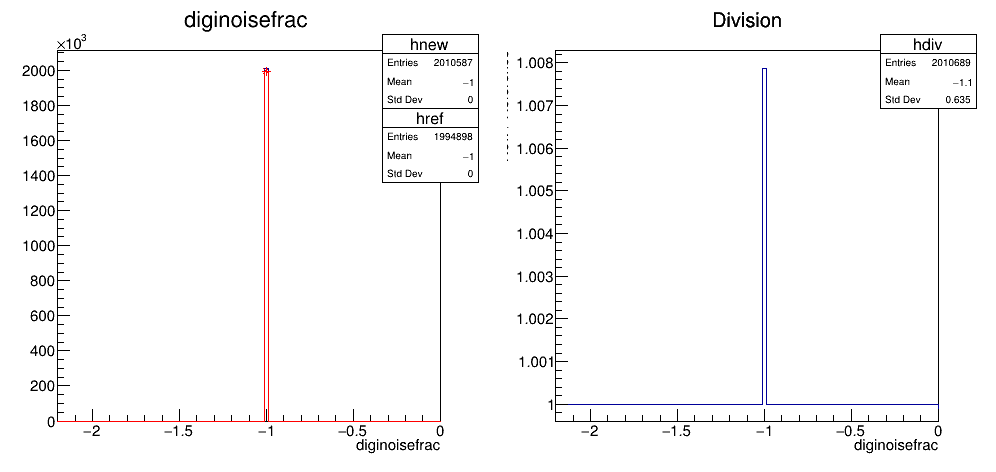 diginoisefrac
×10³
hnew
Entries 2010587
Mean −1
Std Dev 0
href
Entries 1994898
Mean −1
Std Dev 0
2000
1800
1600
1400
1200
1000
800
600
400
200
0
−2 −1.5 −1 −0.5 0
diginoisefrac
Division
hdiv
Entries 2010689
Mean −1.1
Std Dev 0.635
1.008
1.007
1.006
1.005
1.004
1.003
1.002
1.001
1
−2 −1.5 −1 −0.5 0
diginoisefrac